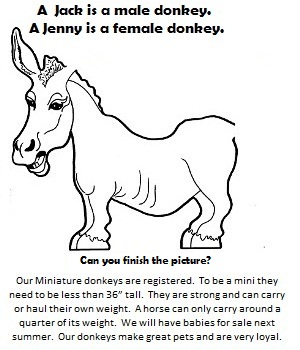 A Jack is a male donkey.
A Jenny is a female donkey.
Can you finish the picture?
Our Miniature donkeys are registered. To be a mini they
need to be less than 36" tall. They are strong and can carry
or haul their own weight. A horse can only carry around a
quarter of its weight. We will have babies for sale next
summer. Our donkeys make great pets and are very loyal.